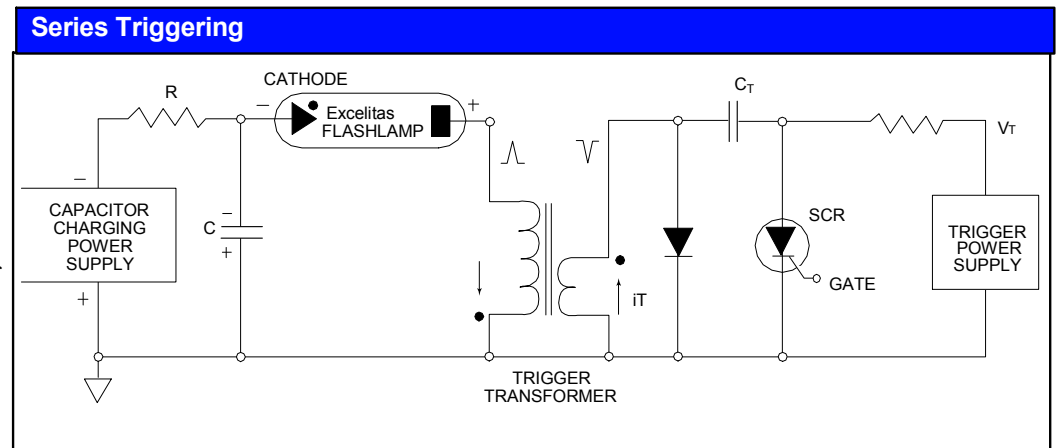 Series Triggering
CATHODE
R
−
Excelitas
FLASHLAMP
+
CT
VT
−
CAPACITOR
CHARGING
POWER
SUPPLY
+
C
−
+
SCR
GATE
iT
TRIGGER
POWER
SUPPLY
TRIGGER
TRANSFORMER